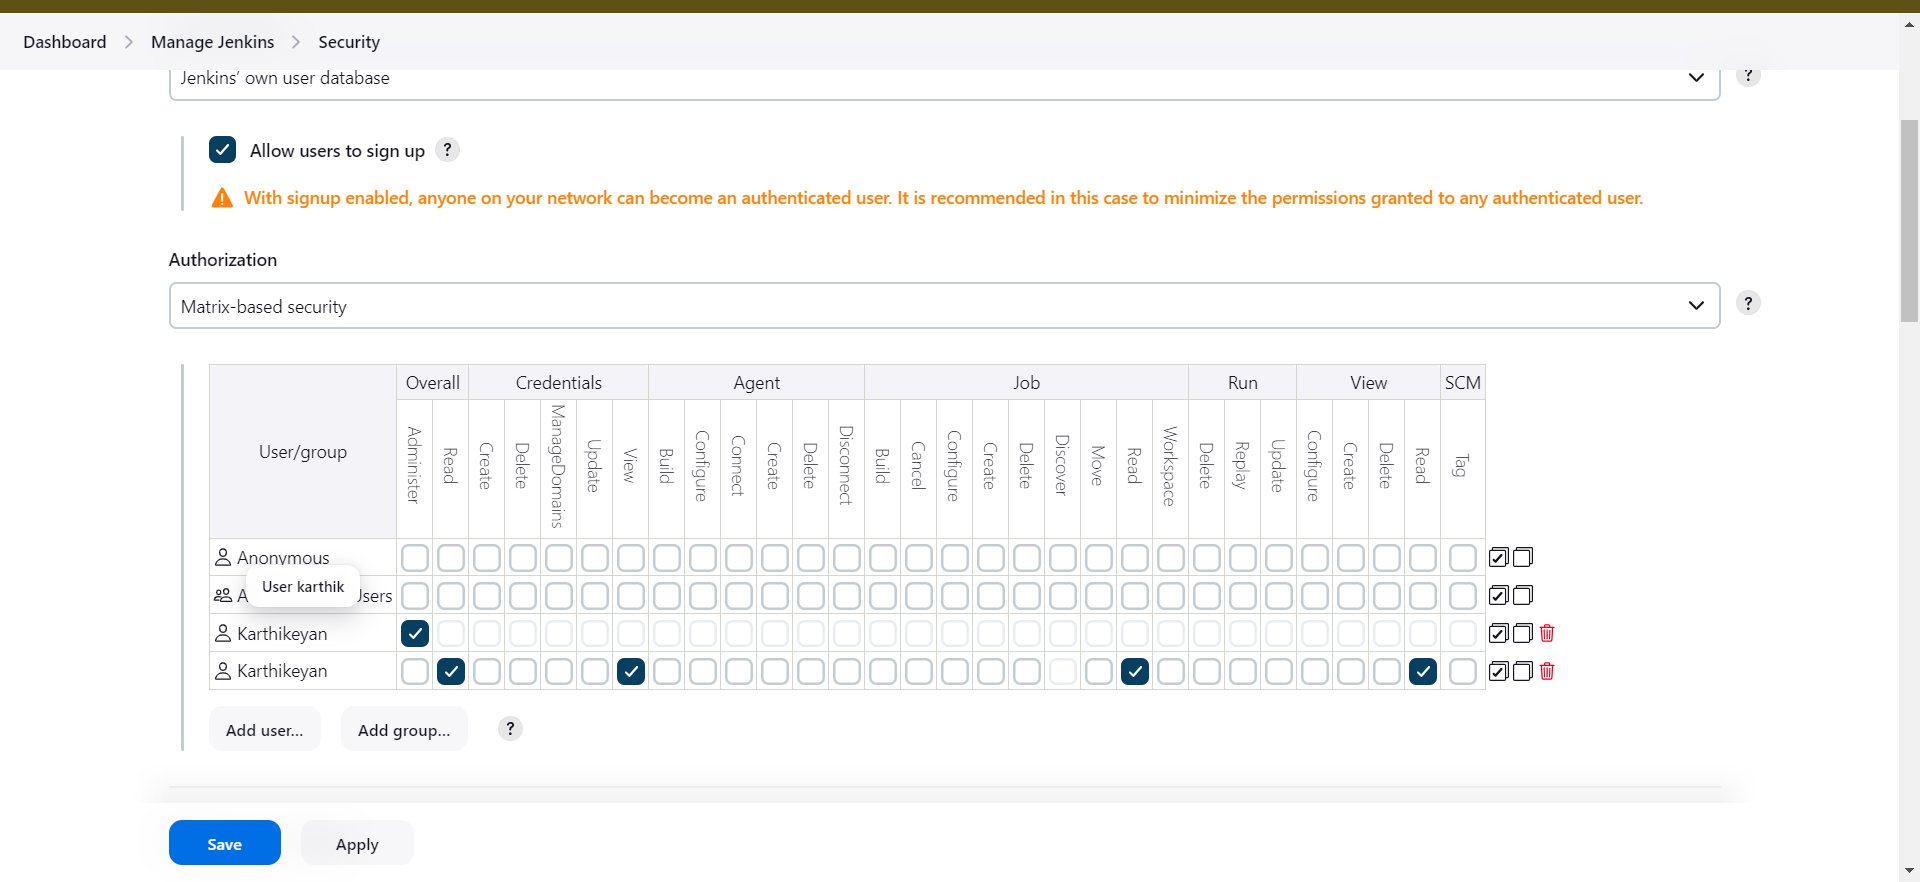 Dashboard > Manage Jenkins > Security
Jenkins' own user database
?
Allow users to sign up ?
With signup enabled, anyone on your network can become an authenticated user. It is recommended in this case to minimize the permissions granted to any authenticated user.
Authorization
Matrix-based security
?
User/group
Overall Credentials Agent Job Run View SCM
Administer Read Create Delete ManageDomains Update View Build Configure Connect Create Delete Disconnect Build Cancel Configure Create Delete Discover Move Read Workspace Delete Replay Update Configure Create Delete Read Tag
Anonymous
User karthik
A Users
Karthikeyan
Karthikeyan
Add user... Add group... ?
Save Apply